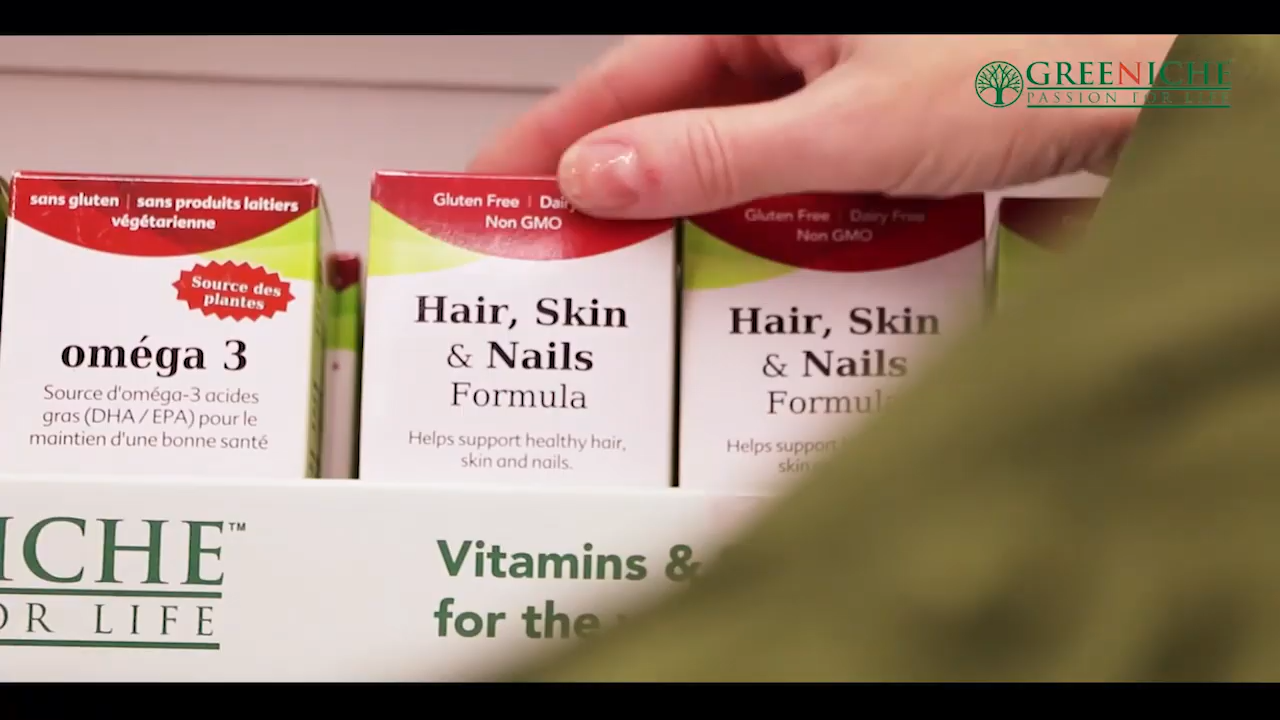 GREENICHE
PASSION FOR LIFE
sans gluten | sans produits laitiers
végétarienne
Source des
plantes
oméga 3
Source d'oméga-3 acides
gras (DHA / EPA) pour le
maintien d'une bonne santé
Gluten Free |
Non GMO
Hair, Skin
& Nails
Formula
Helps support healthy hair,
skin and nails.
Gluten Free | Dairy Free
Non GMO
Hair, Skin
& Nails
Formula
Helps support
skin
ICHE™
OR LIFE
Vitamins &
for the